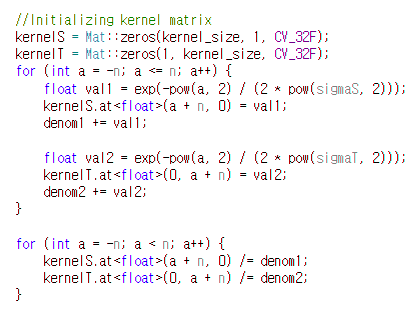 //Initializing kernel matrix
kernelS = Mat::zeros(kernel_size, 1, CV_32F);
kernelT = Mat::zeros(1, kernel_size, CV_32F);
for (int a = -n; a <= n; a++) {
    float val1 = exp(-pow(a, 2) / (2 * pow(sigmaS, 2)));
    kernelS.at<float>(a + n, 0) = val1;
    denom1 += val1;

    float val2 = exp(-pow(a, 2) / (2 * pow(sigmaT, 2)));
    kernelT.at<float>(0, a + n) = val2;
    denom2 += val2;
}

for (int a = -n; a < n; a++) {
    kernelS.at<float>(a + n, 0) /= denom1;
    kernelT.at<float>(0, a + n) /= denom2;
}